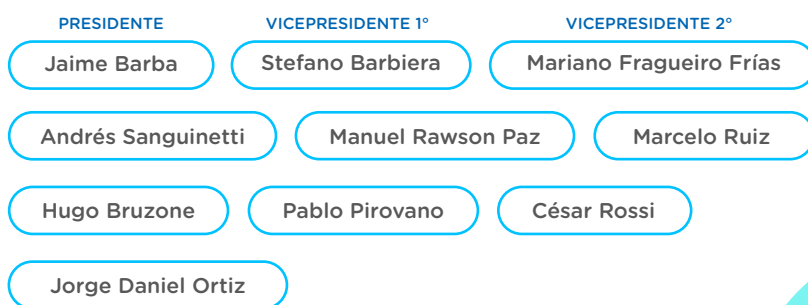 PRESIDENTE VICEPRESIDENTE 1° VICEPRESIDENTE 2°
Jaime Barba Stefano Barbiera Mariano Fragueiro Frías
Andrés Sanguinetti Manuel Rawson Paz Marcelo Ruiz
Hugo Bruzone Pablo Pirovano César Rossi
Jorge Daniel Ortiz